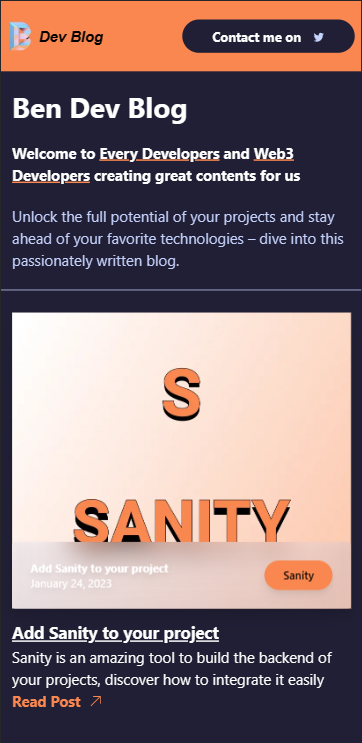 B Dev Blog
Contact me on
Ben Dev Blog
Welcome to Every Developers and Web3
Developers creating great contents for us
Unlock the full potential of your projects and stay
ahead of your favorite technologies – dive into this
passionately written blog.
S
SANITY
Add Sanity to your project
January 24, 2023
Sanity
Add Sanity to your project
Sanity is an amazing tool to build the backend of
your projects, discover how to integrate it easily
Read Post